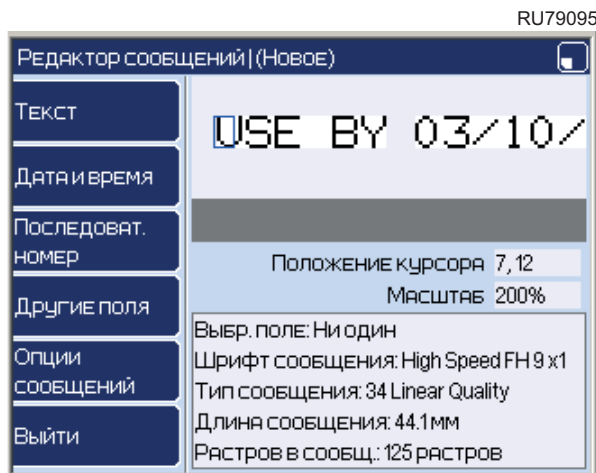 RU79095
Редактор сообщений|(Новое)
Текст
Дата и время
Последоват.
номер
Другие поля
Опции
сообщений
Выйти
USE BY 03/10/
Положение курсора 7,12
Масштаб 200%
Выбр. поле: Ни один
Шрифт сообщения: High Speed FH 9 x1
Тип сообщения: 34 Linear Quality
Длина сообщения: 44.1 мм
Растров в сообщ.: 125 растров